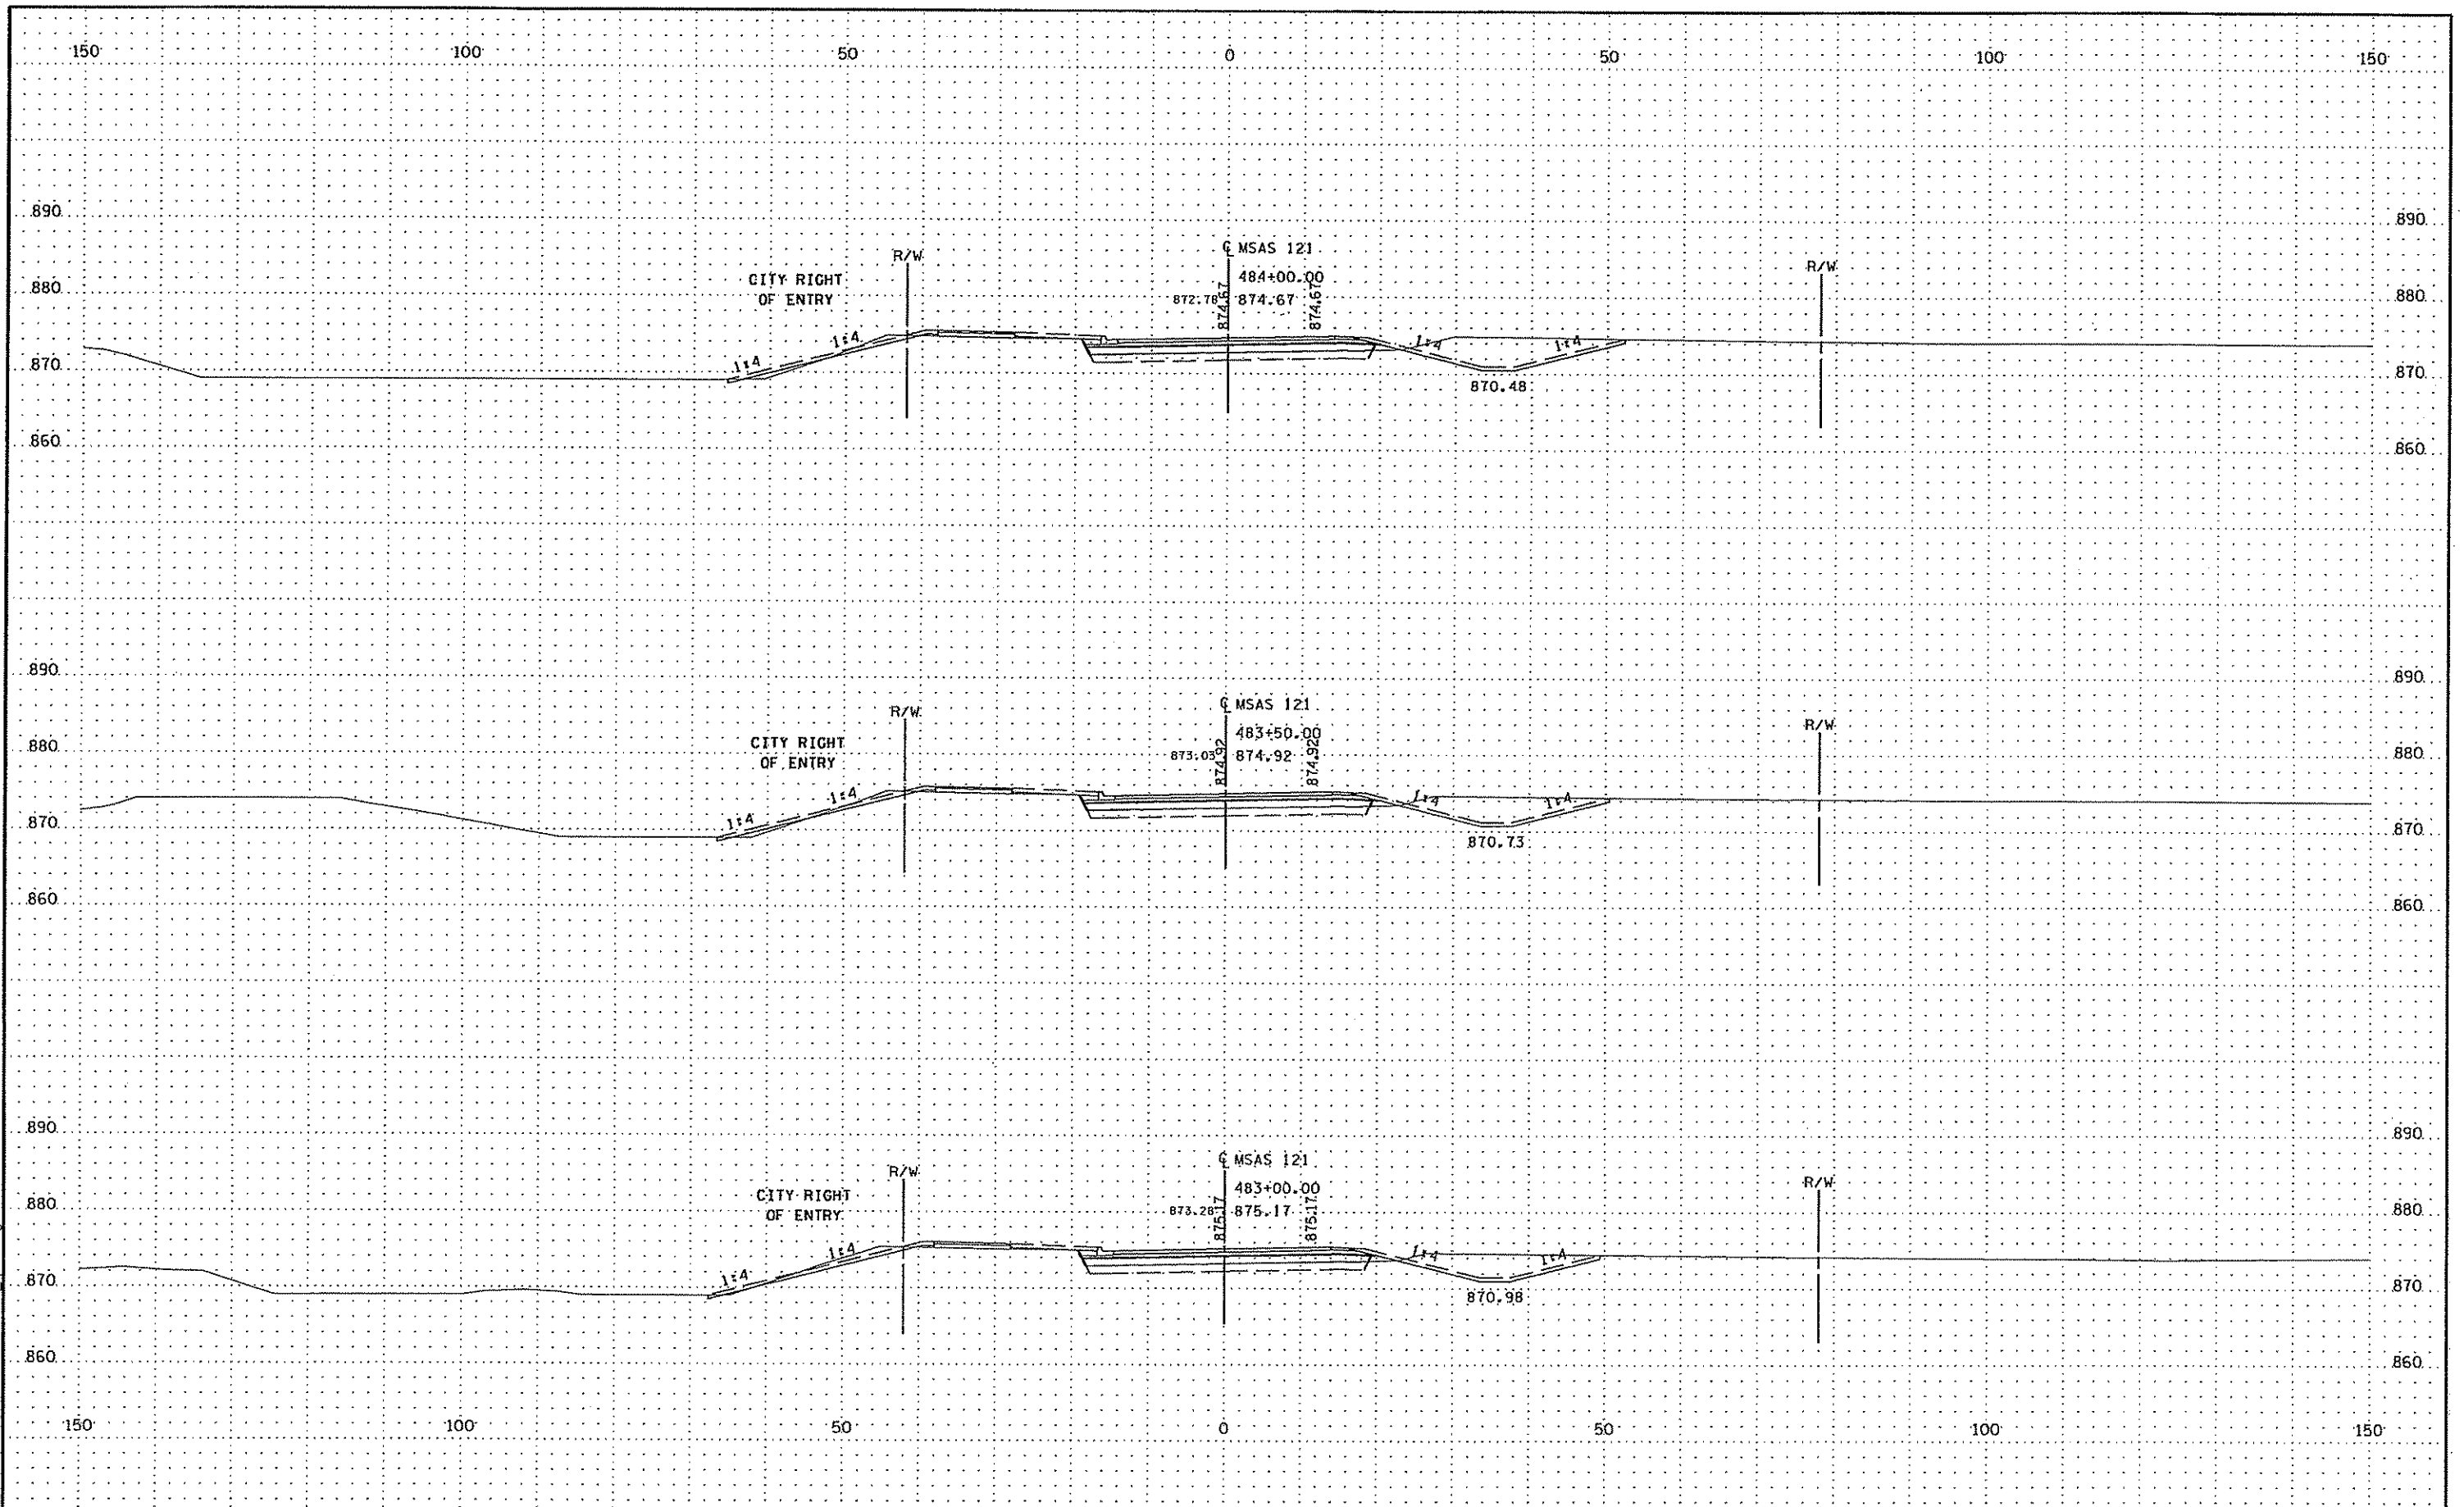 150 100 50 0 50 100 150
890 890
℄ MSAS 121
R/W R/W
CITY RIGHT 484+00.00
OF ENTRY 872.78 874.67 874.67 874.67
880 880
1:4 1:4 1:4 1:4
870 870
870.48
860 860
890 890
℄ MSAS 121
R/W R/W
CITY RIGHT 483+50.00
OF ENTRY 873.03 874.92 874.92 874.92
880 880
1:4 1:4 1:4 1:4
870 870
870.73
860 860
890 890
℄ MSAS 121
R/W R/W
CITY RIGHT 483+00.00
OF ENTRY 873.28 875.17 875.17 875.17
880 880
1:4 1:4 1:4 1:4
870 870
870.98
860 860
150 100 50 0 50 100 150